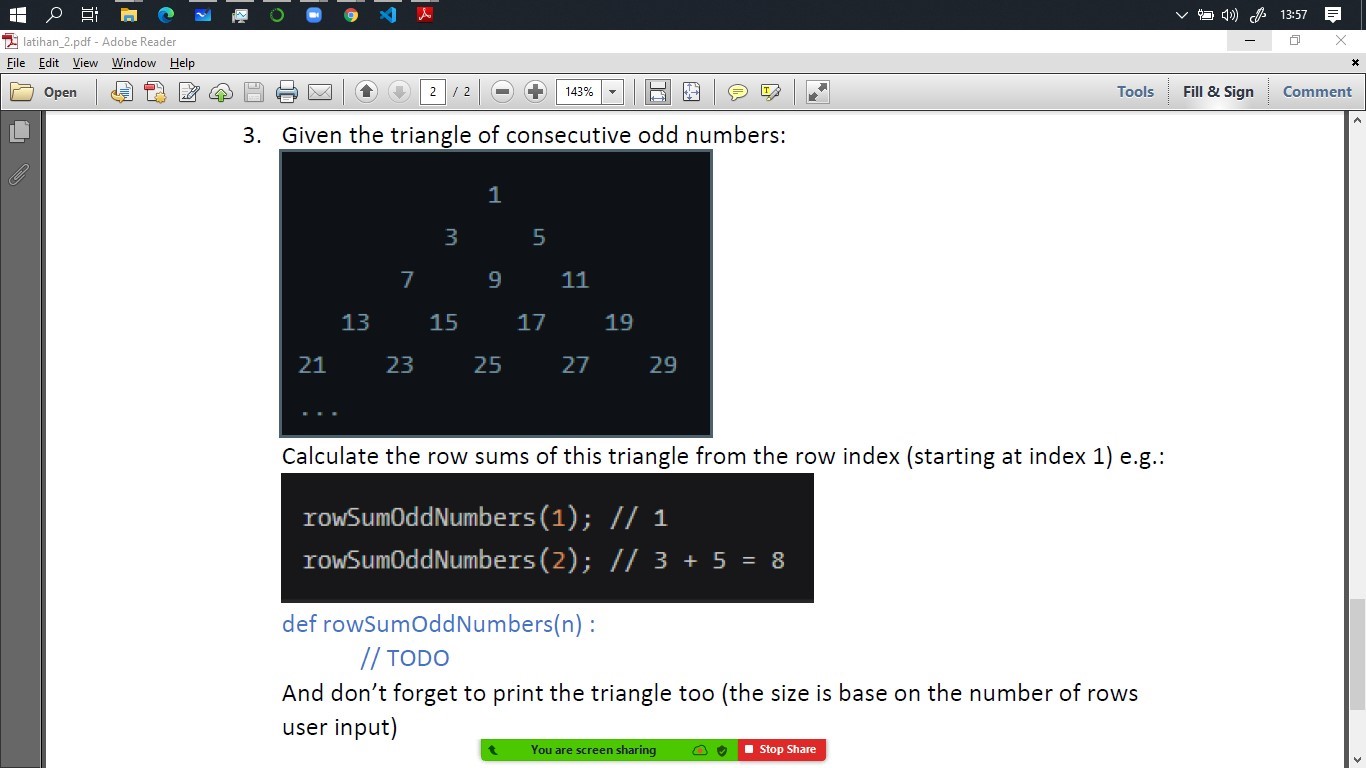 13:57
latihan_2.pdf - Adobe Reader
File Edit View Window Help
Open 2 / 2 143% Tools Fill & Sign Comment
3. Given the triangle of consecutive odd numbers:
1
3 5
7 9 11
13 15 17 19
21 23 25 27 29
...
Calculate the row sums of this triangle from the row index (starting at index 1) e.g.:
rowSumOddNumbers(1); // 1
rowSumOddNumbers(2); // 3 + 5 = 8
def rowSumOddNumbers(n) :
// TODO
And don’t forget to print the triangle too (the size is base on the number of rows
user input)
You are screen sharing Stop Share